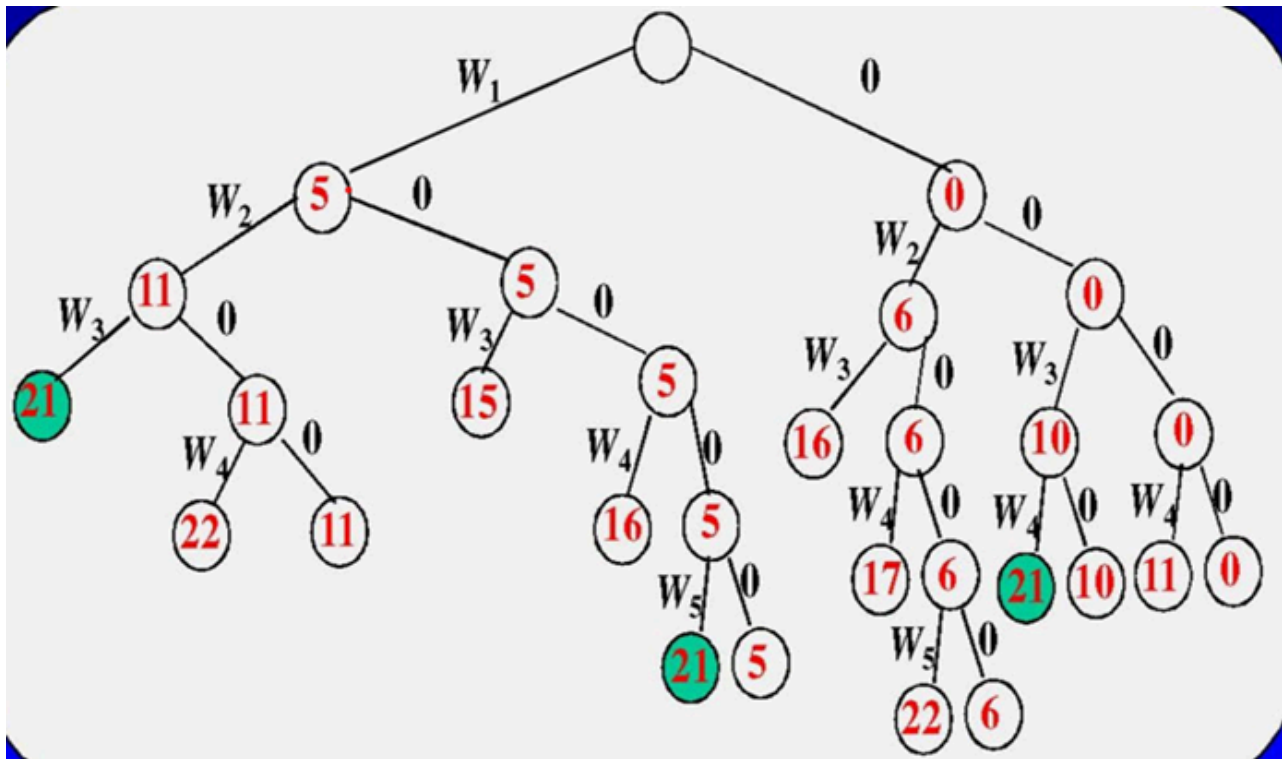 W₁ 0
W₂ 5 0 0
W₂ 0
11 5 6 0
W₃ 0 W₃ 0 W₃ 0 W₃ 0
21 11 15 5 16 6 10 0
W₄ 0 W₄ 0 W₄ 0 W₄ 0 W₄ 0
22 11 16 5 17 6 21 10 11 0
W₅ 0 W₅ 0
21 5 22 6